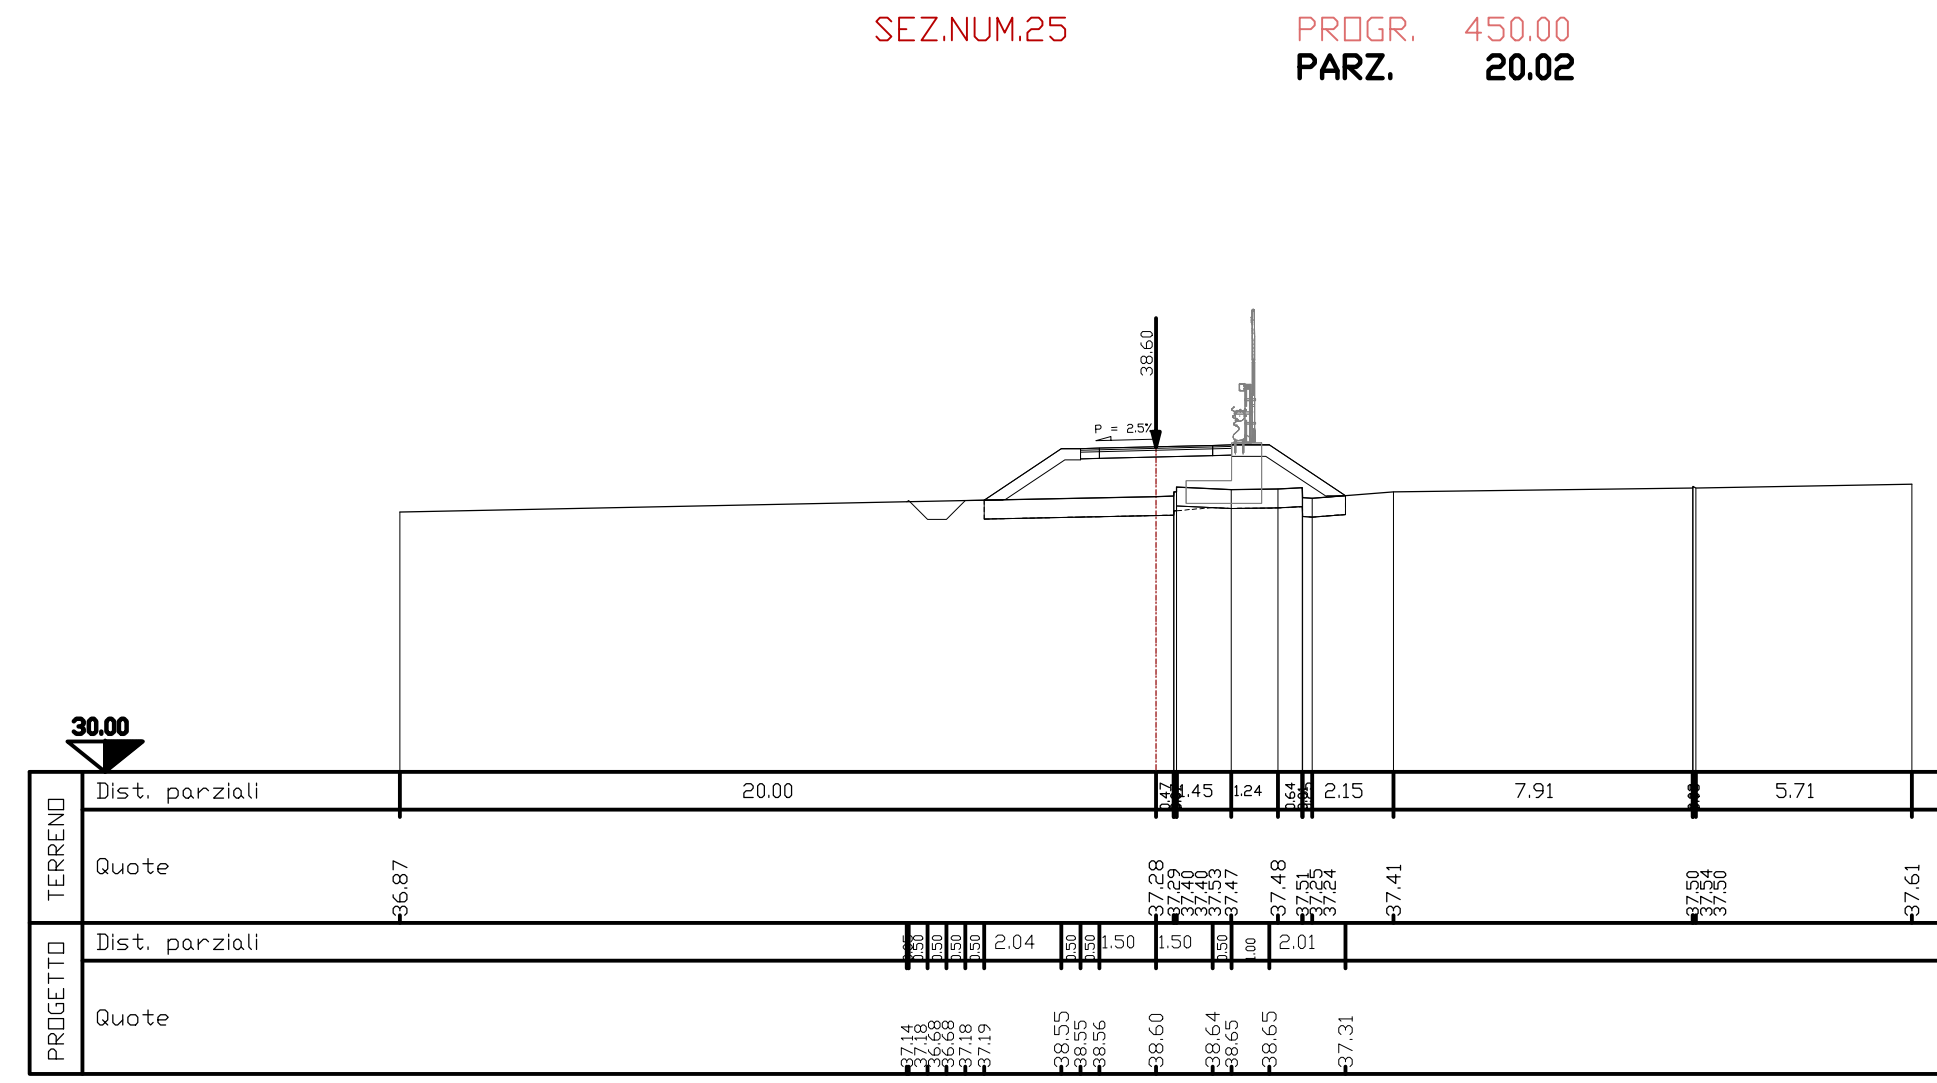 SEZ.NUM.25 PROGR. 450.00
PARZ. 20.02
38.60
P = 2.5%
30.00
TERRENO
Dist. parziali 20.00 0.47 1.45 1.24 0.64 2.15 7.91 5.71
Quote 36.87 37.28 37.29 37.40 37.40 37.53 37.47 37.48 37.51 37.25 37.24 37.41 37.50 37.54 37.50 37.61
PROGETTO
Dist. parziali 0.50 0.50 0.50 0.50 2.04 0.50 0.50 1.50 1.50 0.50 1.00 2.01
Quote 37.14 37.18 36.68 36.68 37.18 37.19 38.55 38.55 38.56 38.60 38.64 38.65 38.65 37.31